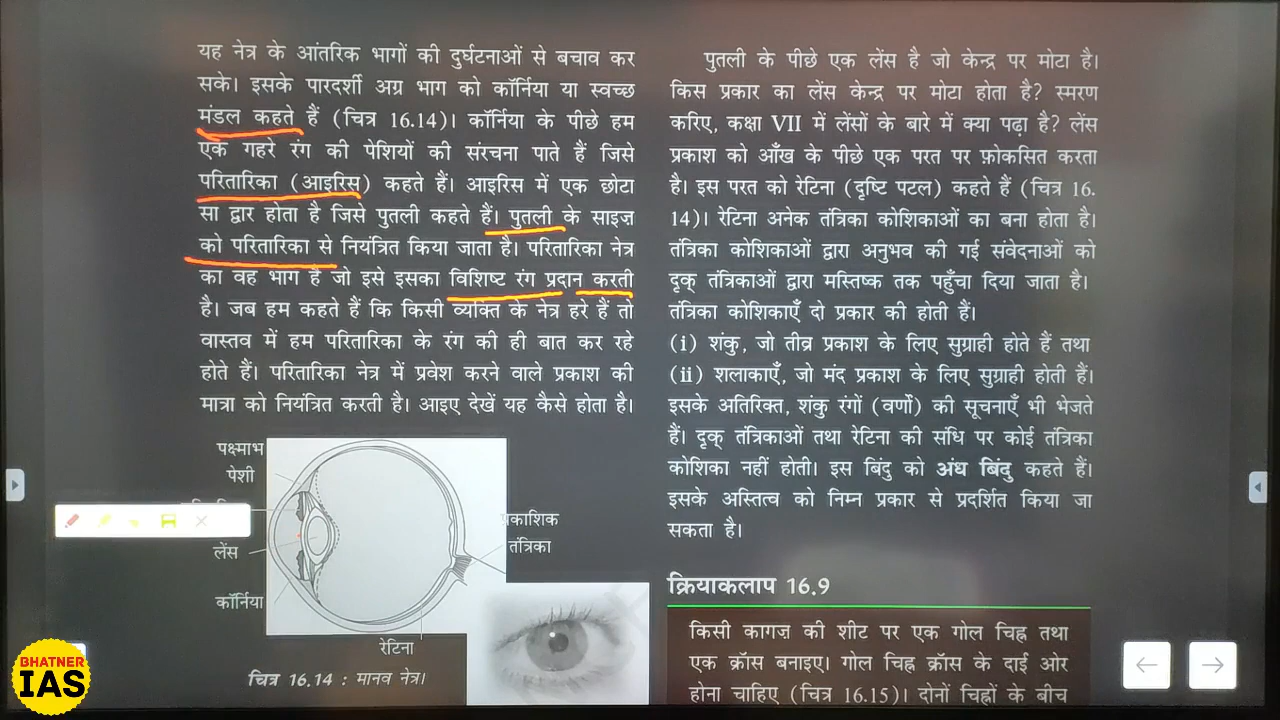 यह नेत्र के आंतरिक भागों की दुर्घटनाओं से बचाव कर
सके। इसके पारदर्शी अग्र भाग को कॉर्निया या स्वच्छ
मंडल कहते हैं (चित्र 16.14)। कॉर्निया के पीछे हम
एक गहरे रंग की पेशियों की संरचना पाते हैं जिसे
परितारिका (आइरिस) कहते हैं। आइरिस में एक छोटा
सा द्वार होता है जिसे पुतली कहते हैं। पुतली के साइज़
को परितारिका से नियंत्रित किया जाता है। परितारिका नेत्र
का वह भाग है जो इसे इसका विशिष्ट रंग प्रदान करती
है। जब हम कहते हैं कि किसी व्यक्ति के नेत्र हरे हैं तो
वास्तव में हम परितारिका के रंग की ही बात कर रहे
होते हैं। परितारिका नेत्र में प्रवेश करने वाले प्रकाश की
मात्रा को नियंत्रित करती है। आइए देखें यह कैसे होता है।
पक्ष्माभ
पेशी
लेंस
कॉर्निया
प्रकाशिक
तंत्रिका
रेटिना
चित्र 16.14 : मानव नेत्र।
पुतली के पीछे एक लेंस है जो केन्द्र पर मोटा है।
किस प्रकार का लेंस केन्द्र पर मोटा होता है? स्मरण
करिए, कक्षा VII में लेंसों के बारे में क्या पढ़ा है? लेंस
प्रकाश को आँख के पीछे एक परत पर फ़ोकसित करता
है। इस परत को रेटिना (दृष्टि पटल) कहते हैं (चित्र 16.
14)। रेटिना अनेक तंत्रिका कोशिकाओं का बना होता है।
तंत्रिका कोशिकाओं द्वारा अनुभव की गई संवेदनाओं को
दृक् तंत्रिकाओं द्वारा मस्तिष्क तक पहुँचा दिया जाता है।
तंत्रिका कोशिकाएँ दो प्रकार की होती हैं।
(i) शंकु, जो तीव्र प्रकाश के लिए सुग्राही होते हैं तथा
(ii) शलाकाएँ, जो मंद प्रकाश के लिए सुग्राही होती हैं।
इसके अतिरिक्त, शंकु रंगों (वर्णों) की सूचनाएँ भी भेजते
हैं। दृक् तंत्रिकाओं तथा रेटिना की संधि पर कोई तंत्रिका
कोशिका नहीं होती। इस बिंदु को अंध बिंदु कहते हैं।
इसके अस्तित्व को निम्न प्रकार से प्रदर्शित किया जा
सकता है।
क्रियाकलाप 16.9
किसी कागज की शीट पर एक गोल चिह्न तथा
एक क्रॉस बनाइए। गोल चिह्न क्रॉस के दाईं ओर
होना चाहिए (चित्र 16.15)। दोनों चिह्नों के बीच
BHATNER
IAS